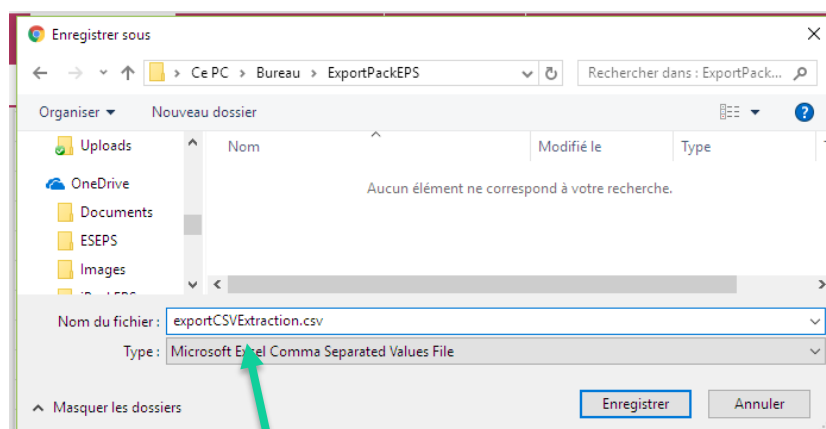 Enregistrer sous
Ce PC > Bureau > ExportPackEPS
Rechercher dans : ExportPack...
Organiser
Nouveau dossier
Uploads
Nom
Modifié le
Type
OneDrive
Aucun élément ne correspond à votre recherche.
Documents
ESEPS
Images
Nom du fichier : exportCSVExtraction.csv
Type : Microsoft Excel Comma Separated Values File
Masquer les dossiers
Enregistrer
Annuler